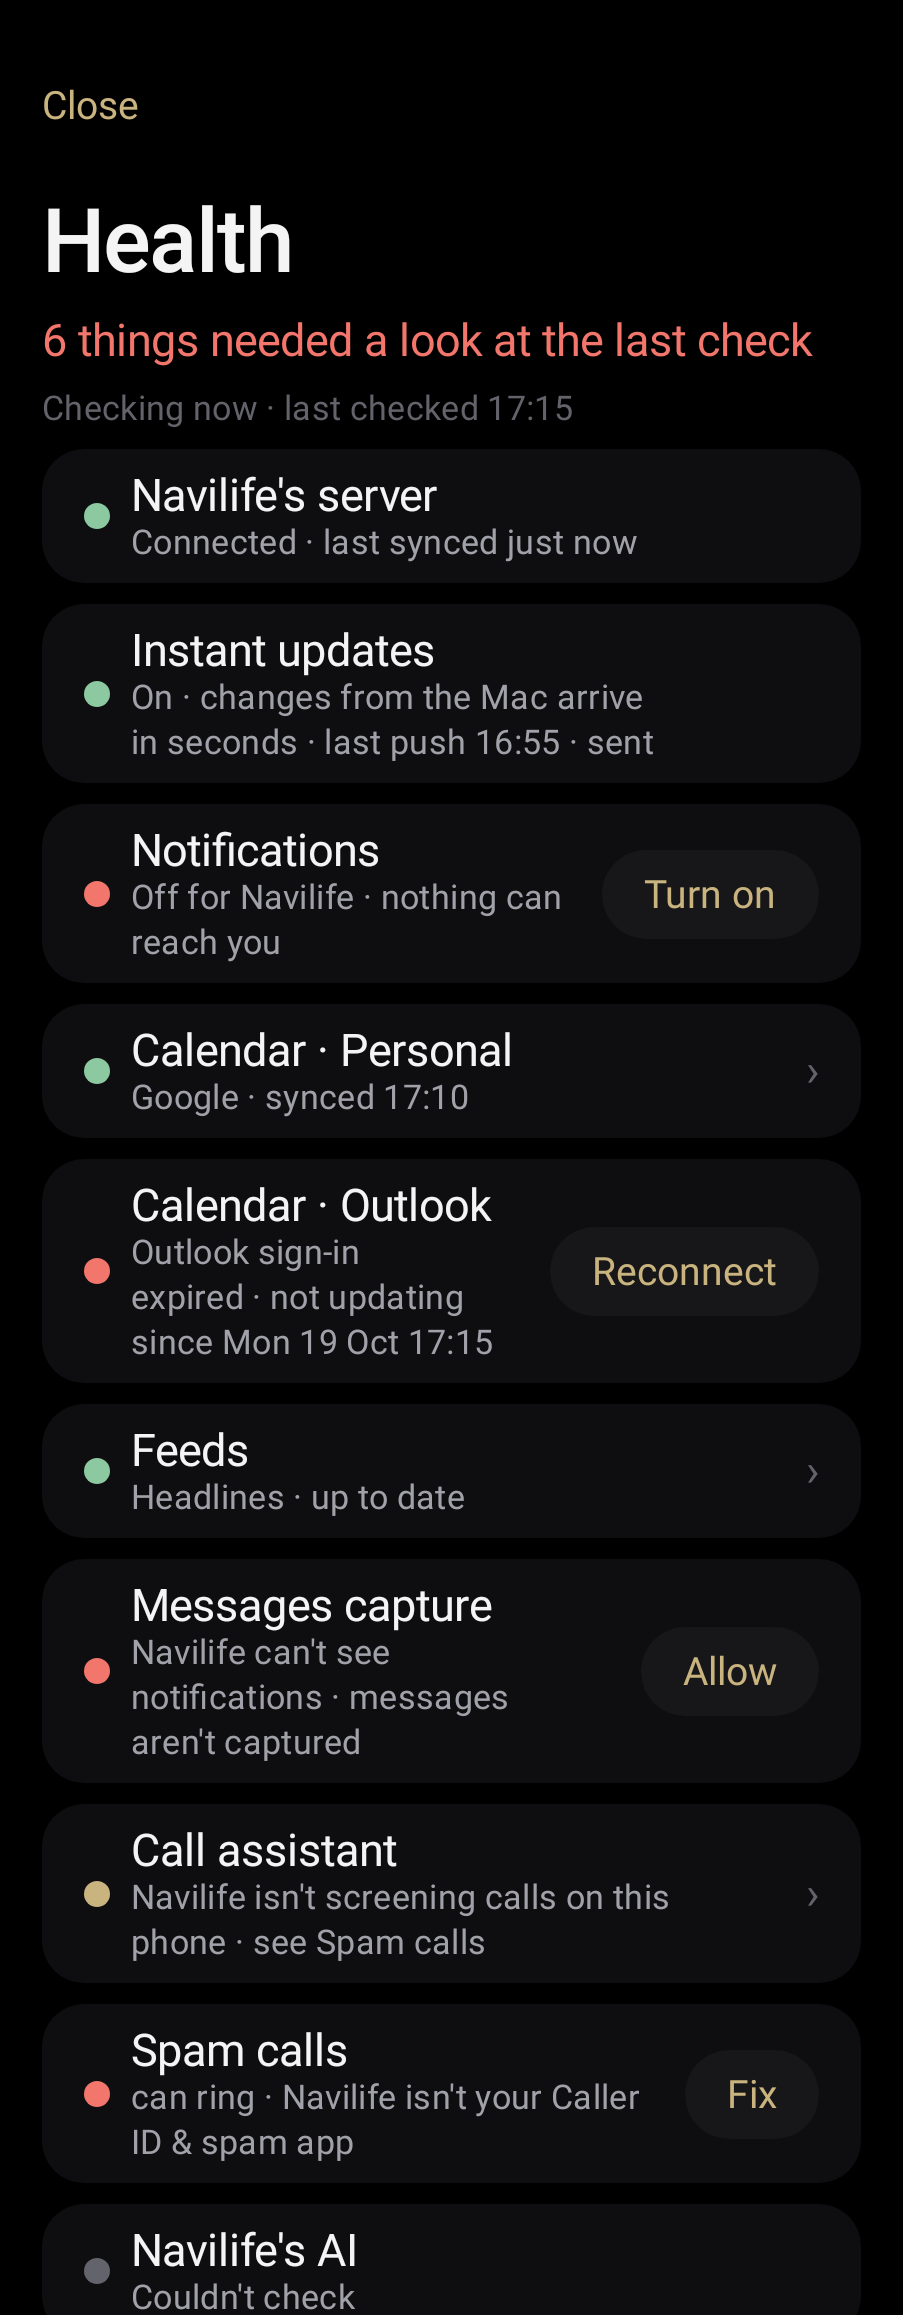 Close
Health
6 things needed a look at the last check
Checking now · last checked 17:15
Navilife's server
Connected · last synced just now
Instant updates
On · changes from the Mac arrive
in seconds · last push 16:55 · sent
Notifications
Off for Navilife · nothing can
reach you
Turn on
Calendar · Personal
Google · synced 17:10
›
Calendar · Outlook
Outlook sign-in
expired · not updating
since Mon 19 Oct 17:15
Reconnect
Feeds
Headlines · up to date
›
Messages capture
Navilife can't see
notifications · messages
aren't captured
Allow
Call assistant
Navilife isn't screening calls on this
phone · see Spam calls
›
Spam calls
can ring · Navilife isn't your Caller
ID & spam app
Fix
Navilife's AI
Couldn't check